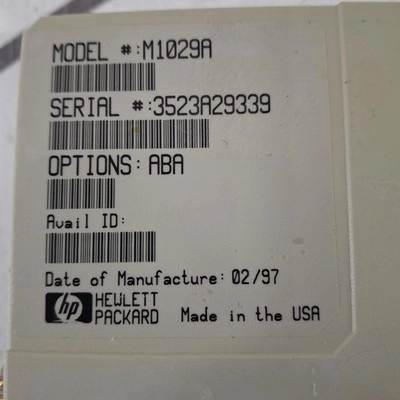 MODEL #:M1029A
SERIAL #:3523A29339
OPTIONS: ABA
Avail ID:
Date of Manufacture: 02/97
hp HEWLETT
PACKARD Made in the USA